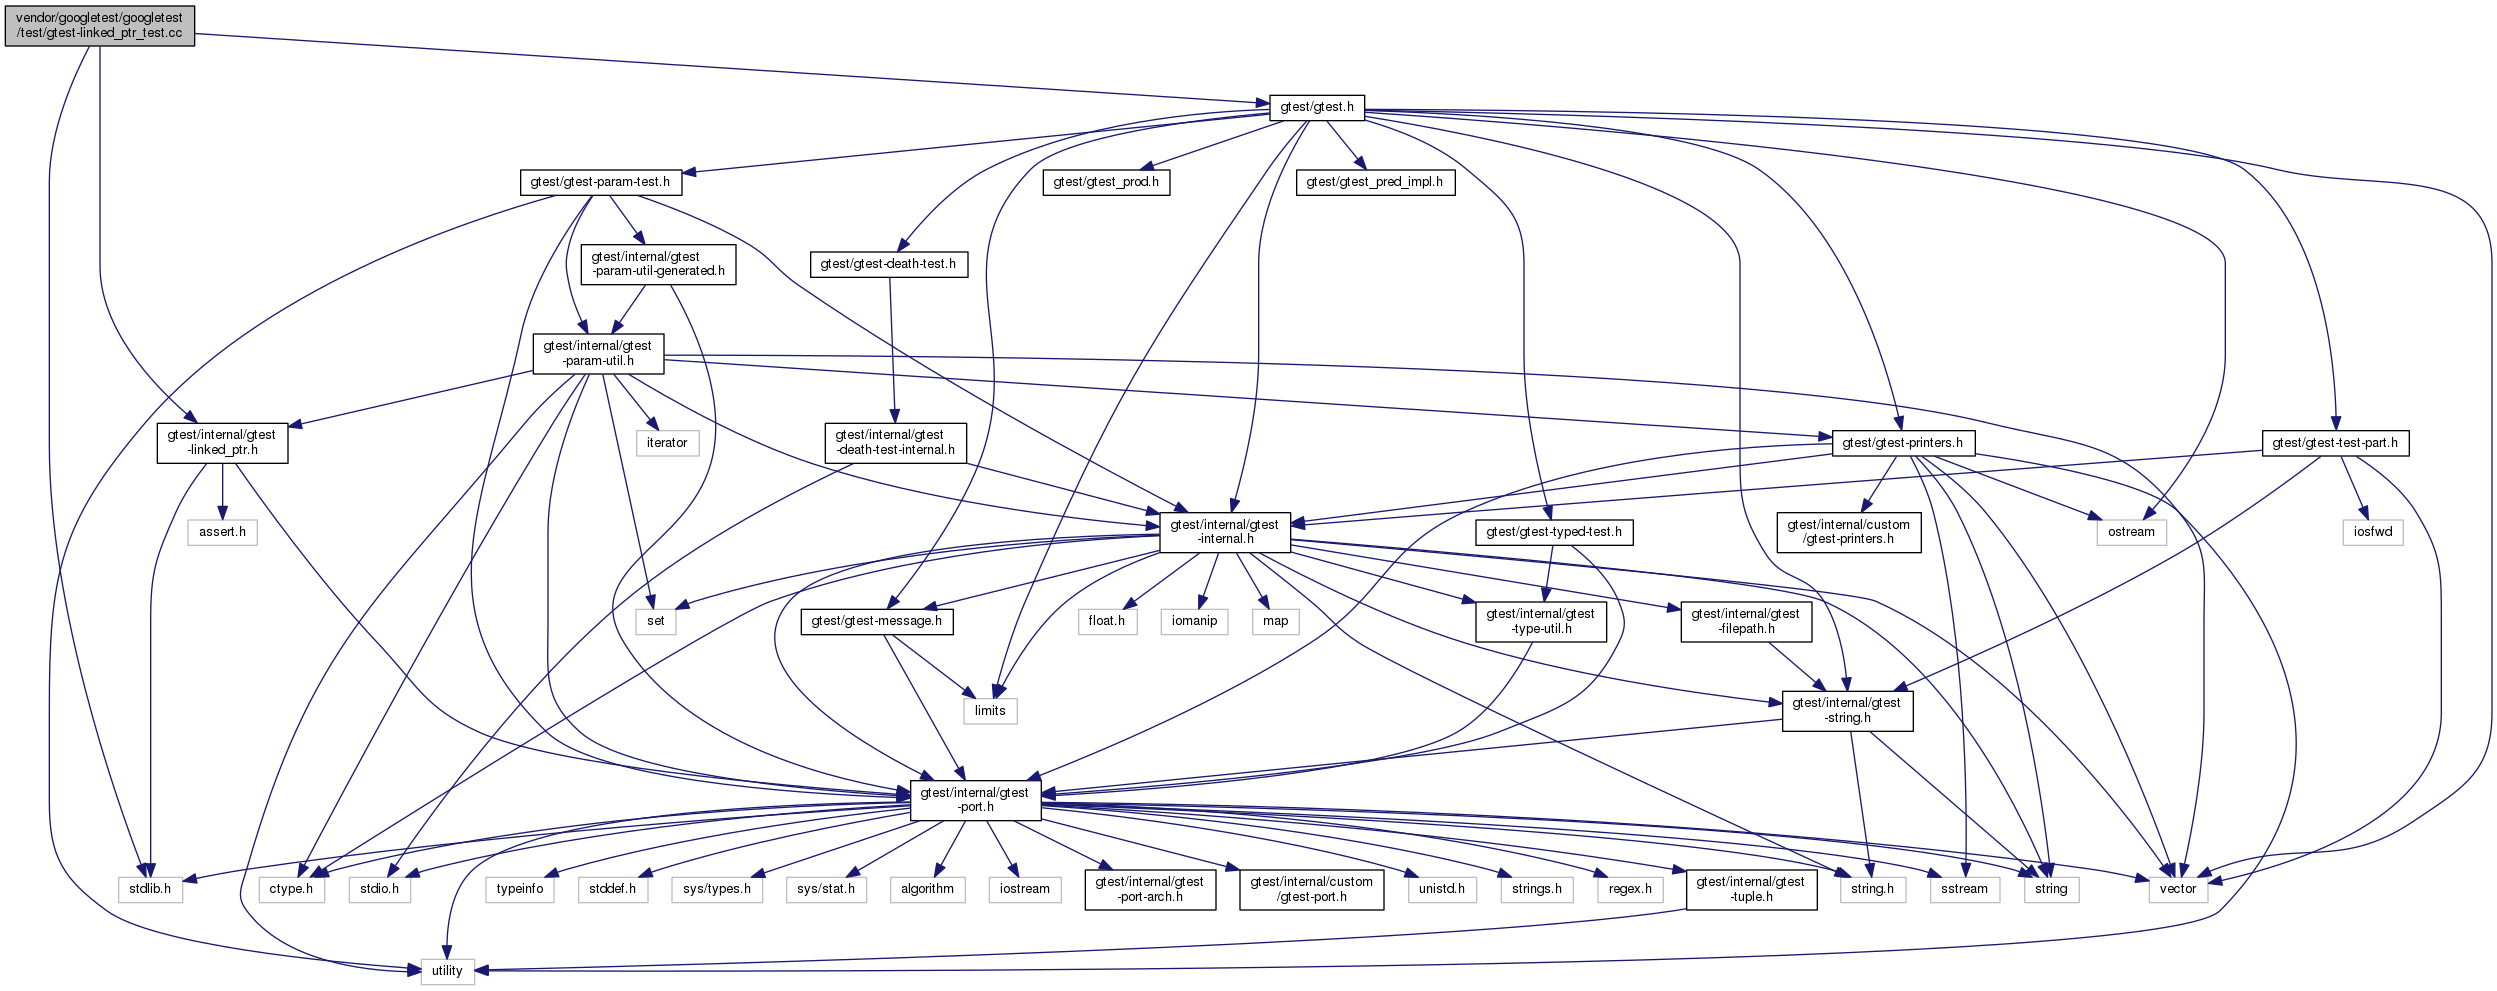 vendor/googletest/googletest
/test/gtest-linked_ptr_test.cc
gtest/gtest.h
gtest/gtest-param-test.h
gtest/gtest_prod.h
gtest/gtest_pred_impl.h
gtest/internal/gtest
-param-util-generated.h
gtest/gtest-death-test.h
gtest/internal/gtest
-param-util.h
gtest/internal/gtest
-linked_ptr.h
iterator
gtest/internal/gtest
-death-test-internal.h
gtest/gtest-printers.h
gtest/gtest-test-part.h
assert.h
gtest/internal/gtest
-internal.h
gtest/gtest-typed-test.h
gtest/internal/custom
/gtest-printers.h
ostream
iosfwd
set
gtest/gtest-message.h
float.h
iomanip
map
gtest/internal/gtest
-type-util.h
gtest/internal/gtest
-filepath.h
limits
gtest/internal/gtest
-string.h
gtest/internal/gtest
-port.h
stdlib.h
ctype.h
stdio.h
typeinfo
stddef.h
sys/types.h
sys/stat.h
algorithm
iostream
gtest/internal/gtest
-port-arch.h
gtest/internal/custom
/gtest-port.h
unistd.h
strings.h
regex.h
gtest/internal/gtest
-tuple.h
string.h
sstream
string
vector
utility